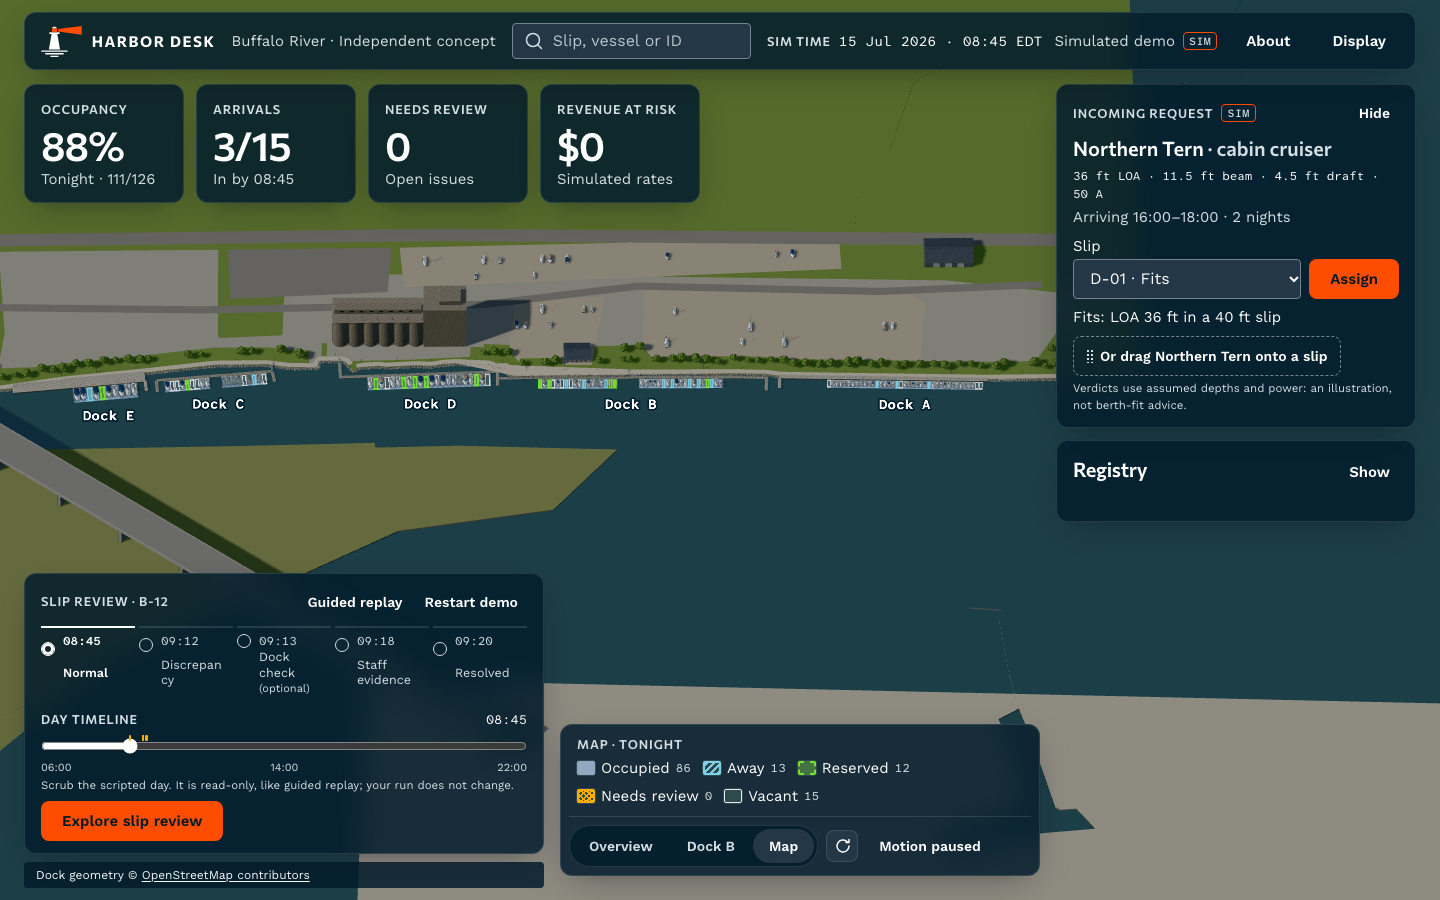 HARBOR DESK
Buffalo River · Independent concept
Slip, vessel or ID
SIM TIME 15 Jul 2026 · 08:45 EDT
Simulated demo SIM
About
Display
OCCUPANCY
88%
Tonight · 111/126
ARRIVALS
3/15
In by 08:45
NEEDS REVIEW
0
Open issues
REVENUE AT RISK
$0
Simulated rates
INCOMING REQUEST SIM
Hide
Northern Tern · cabin cruiser
36 ft LOA · 11.5 ft beam · 4.5 ft draft ·
50 A
Arriving 16:00–18:00 · 2 nights
Slip
D-01 · Fits
Assign
Fits: LOA 36 ft in a 40 ft slip
Or drag Northern Tern onto a slip
Verdicts use assumed depths and power: an illustration,
not berth-fit advice.
Registry
Show
Dock E
Dock C
Dock D
Dock B
Dock A
SLIP REVIEW · B-12
Guided replay
Restart demo
08:45
Normal
09:12
Discrepan
cy
09:13
Dock
check
(optional)
09:18
Staff
evidence
09:20
Resolved
DAY TIMELINE
08:45
06:00
14:00
22:00
Scrub the scripted day. It is read-only, like guided replay; your run does not change.
Explore slip review
Dock geometry © OpenStreetMap contributors
MAP · TONIGHT
Occupied 86
Away 13
Reserved 12
Needs review 0
Vacant 15
Overview
Dock B
Map
Motion paused